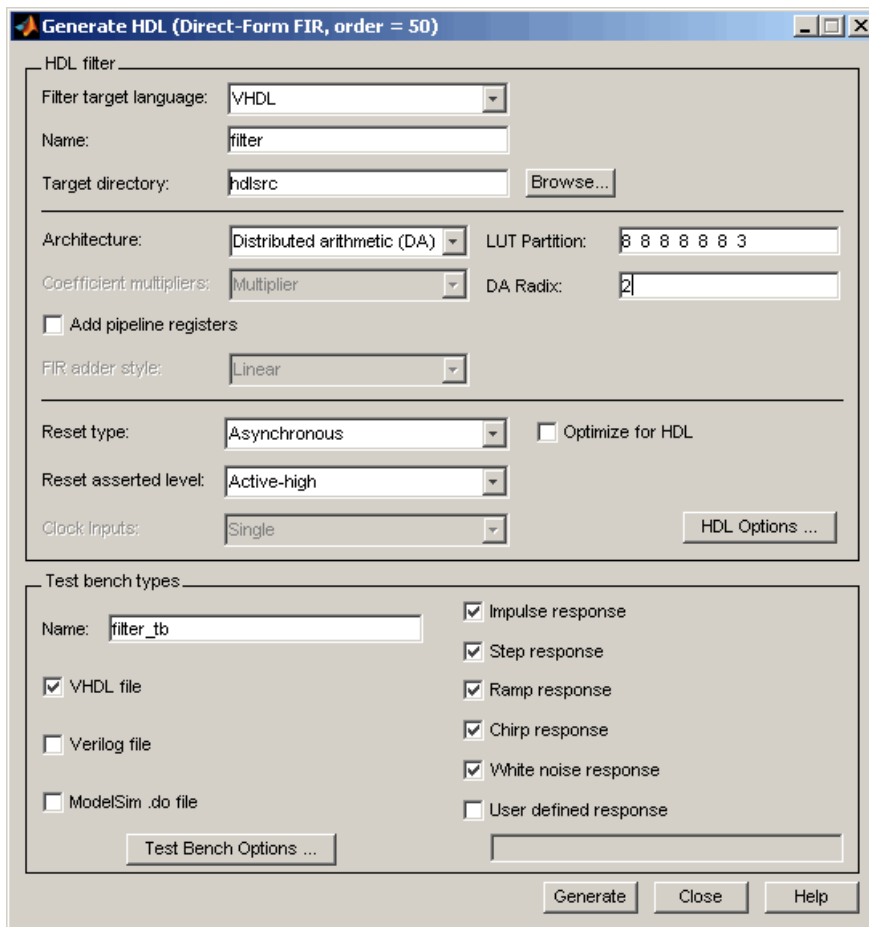 Generate HDL (Direct-Form FIR, order = 50)
HDL filter
Filter target language: VHDL
Name: filter
Target directory: hdlsrc Browse...
Architecture: Distributed arithmetic (DA) LUT Partition: 8 8 8 8 8 8 3
Coefficient multipliers: Multiplier DA Radix: 2
Add pipeline registers
FIR adder style: Linear
Reset type: Asynchronous Optimize for HDL
Reset asserted level: Active-high
Clock Inputs: Single HDL Options ...
Test bench types
Name: filter_tb
VHDL file
Verilog file
ModelSim .do file
Test Bench Options ...
Impulse response
Step response
Ramp response
Chirp response
White noise response
User defined response
Generate Close Help